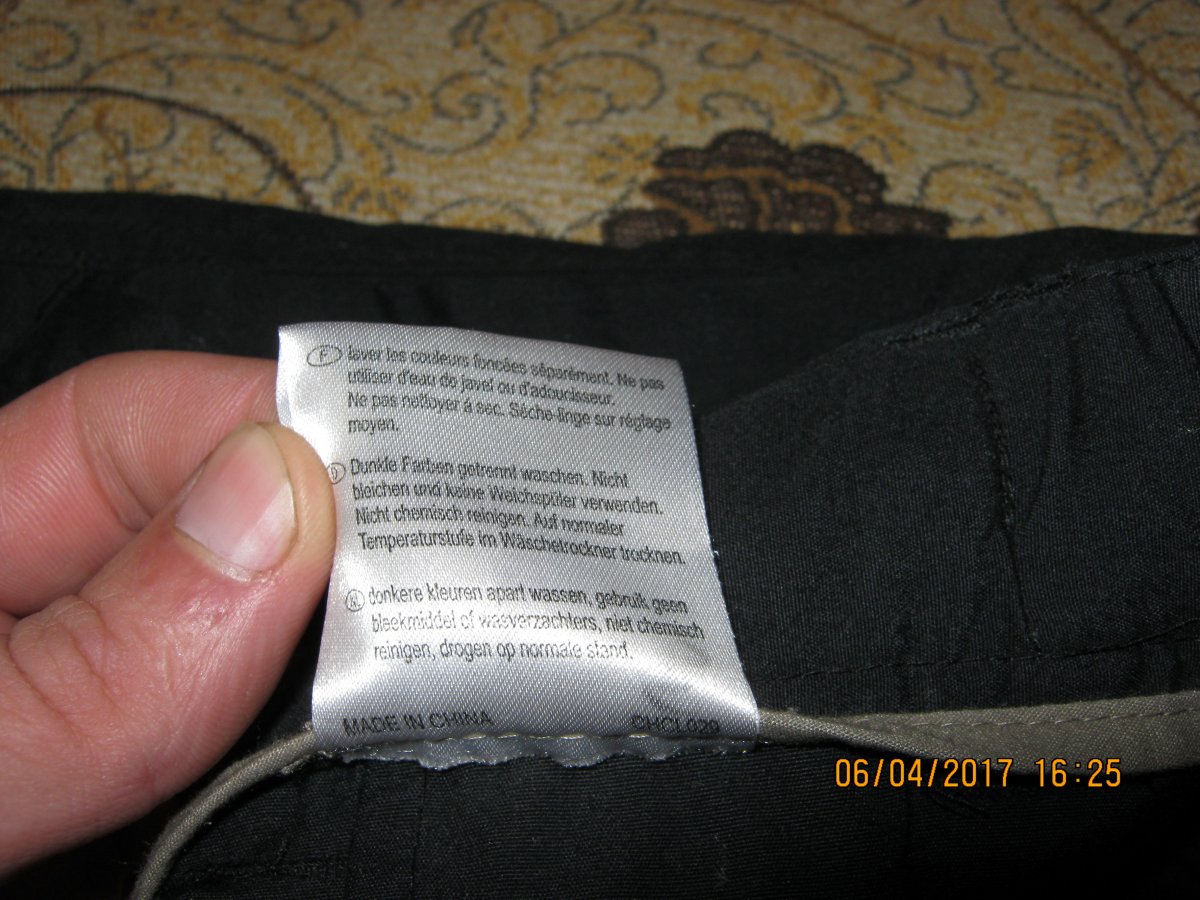 F laver les couleurs foncées séparément. Ne pas
utiliser d'eau de javel ou d'adoucisseur.
Ne pas nettoyer à sec. Sèche-linge sur réglage
moyen.
D Dunkle Farben getrennt waschen. Nicht
bleichen und keine Weichspüler verwenden.
Nicht chemisch reinigen. Auf normaler
Temperaturstufe im Wäschetrockner trocknen.
N donkere kleuren apart wassen, gebruik geen
bleekmiddel of wasverzachters, niet chemisch
reinigen, drogen op normale stand.
MADE IN CHINA CHCL029
06/04/2017 16:25